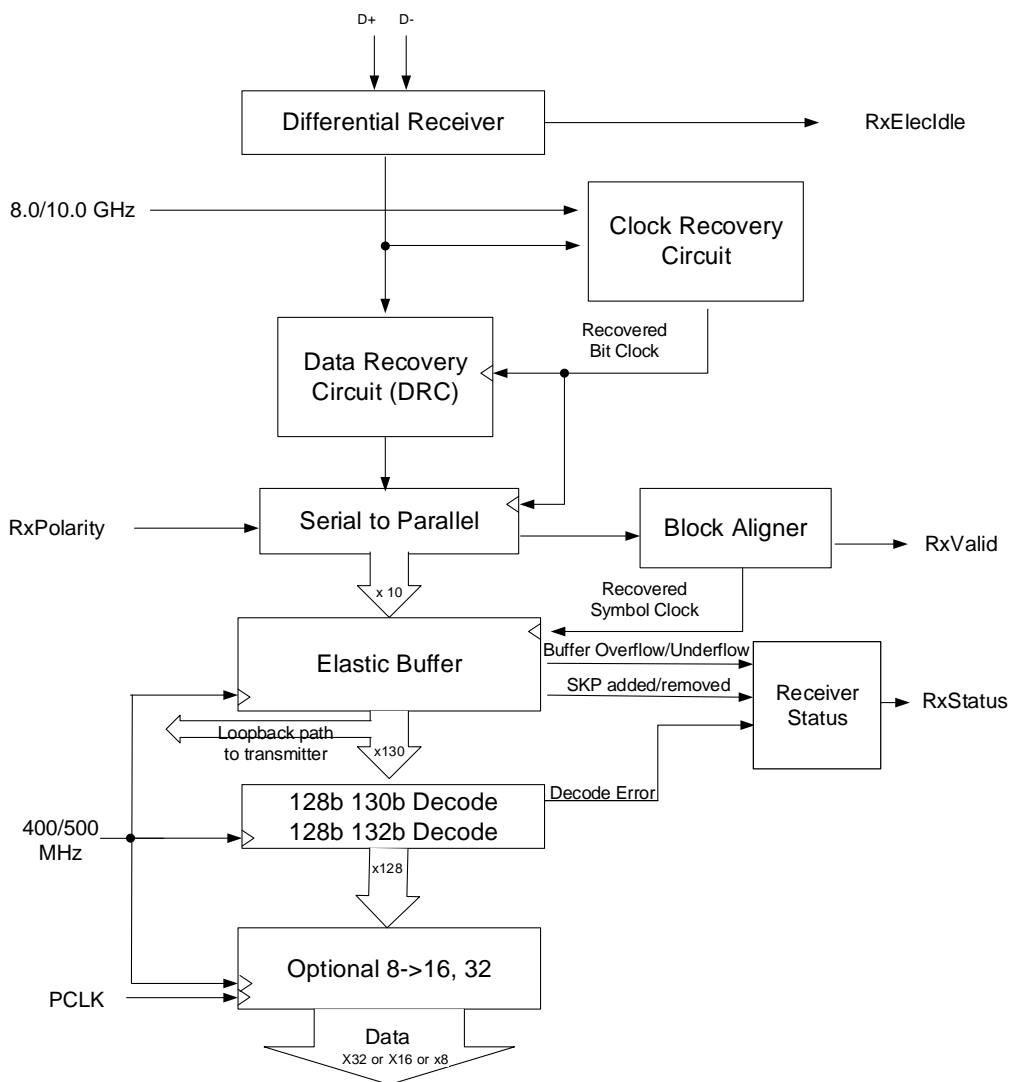 D+ D-
Differential Receiver
RxElecIdle
8.0/10.0 GHz
Clock Recovery
Circuit
Recovered
Bit Clock
Data Recovery
Circuit (DRC)
RxPolarity
Serial to Parallel
Block Aligner
RxValid
x 10
Recovered
Symbol Clock
Elastic Buffer
Buffer Overflow/Underflow
SKP added/removed
Receiver
Status
RxStatus
Loopback path
to transmitter
x130
Decode Error
128b 130b Decode
128b 132b Decode
400/500
MHz
x128
Optional 8->16, 32
PCLK
Data
X32 or X16 or x8